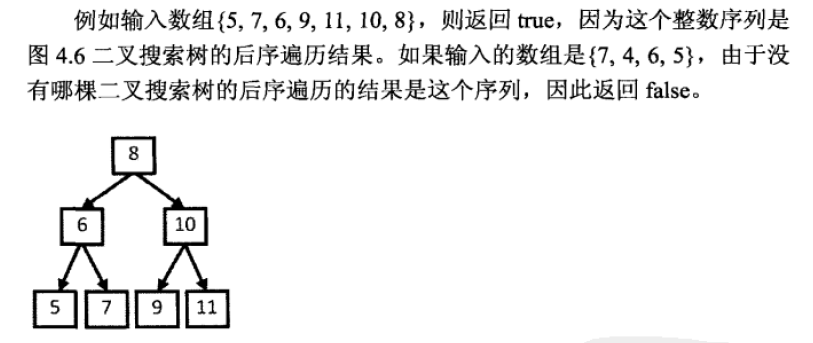 例如输入数组{5, 7, 6, 9, 11, 10, 8}，则返回 true，因为这个整数序列是
图 4.6 二叉搜索树的后序遍历结果。如果输入的数组是{7, 4, 6, 5}，由于没
有哪棵二叉搜索树的后序遍历的结果是这个序列，因此返回 false。
8
6 10
5 7 9 11